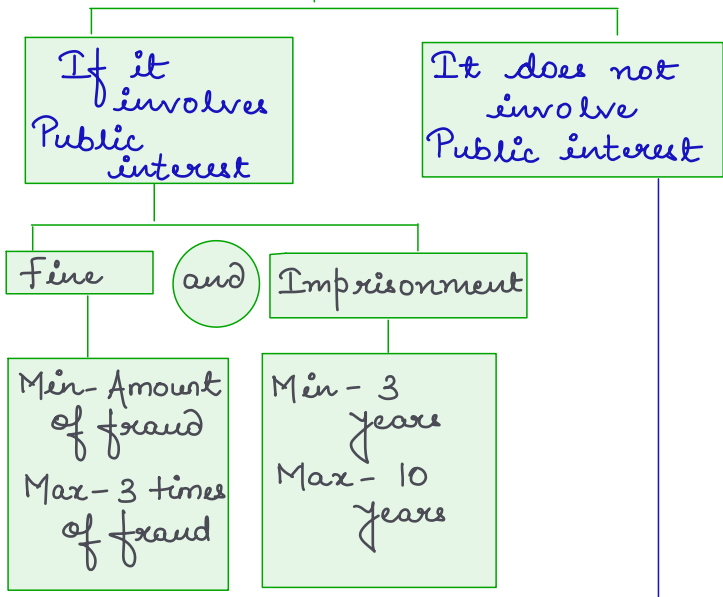 If it
involves
Public
interest
It does not
involve
Public interest
Fine
and
Imprisonment
Min- Amount
of fraud
Max- 3 times
of fraud
Min - 3
years
Max - 10
years